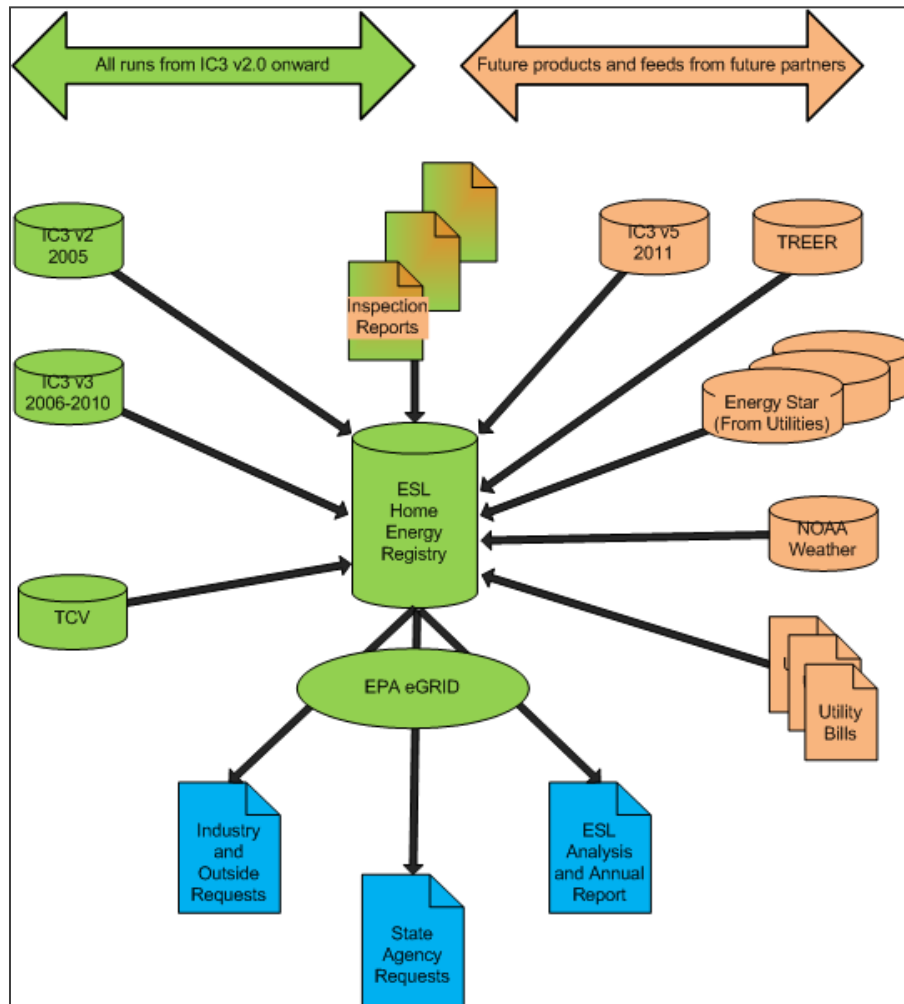 All runs from IC3 v2.0 onward
Future products and feeds from future partners
IC3 v2
2005
Inspection
Reports
IC3 v5
2011
TREER
IC3 v3
2006-2010
Energy Star
(From Utilities)
ESL
Home
Energy
Registry
NOAA
Weather
TCV
U
Utility
Bills
EPA eGRID
Industry
and
Outside
Requests
ESL
Analysis
and Annual
Report
State
Agency
Requests